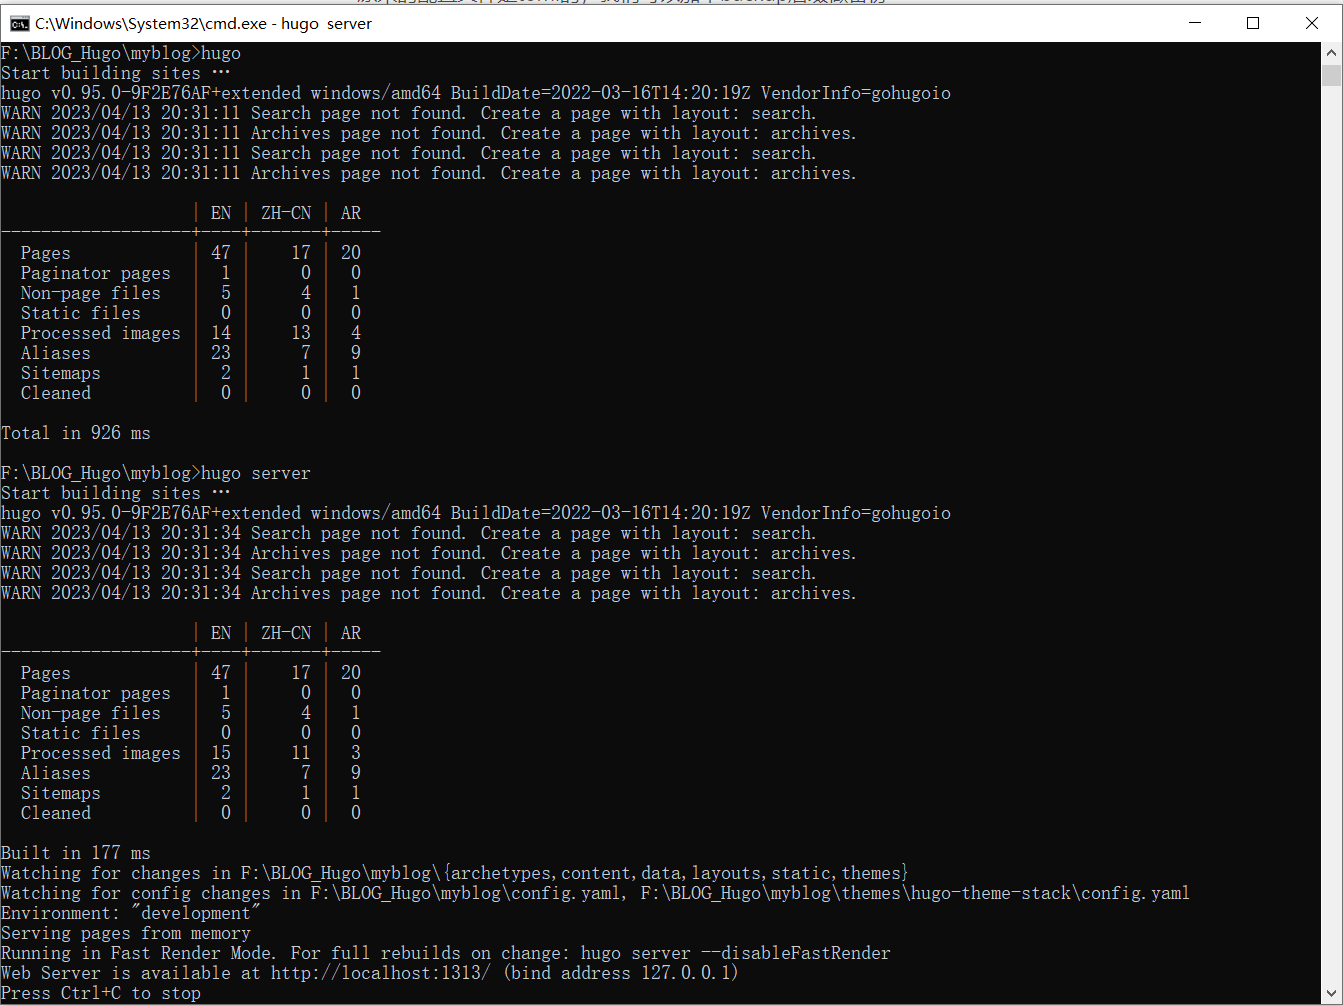 C:\Windows\System32\cmd.exe - hugo  server
F:\BLOG_Hugo\myblog>hugo
Start building sites …
hugo v0.95.0-9F2E76AF+extended windows/amd64 BuildDate=2022-03-16T14:20:19Z VendorInfo=gohugoio
WARN 2023/04/13 20:31:11 Search page not found. Create a page with layout: search.
WARN 2023/04/13 20:31:11 Archives page not found. Create a page with layout: archives.
WARN 2023/04/13 20:31:11 Search page not found. Create a page with layout: search.
WARN 2023/04/13 20:31:11 Archives page not found. Create a page with layout: archives.
                   | EN | ZH-CN | AR
-------------------+----+-------+-----
  Pages            | 47 |    17 | 20
  Paginator pages  |  1 |     0 |  0
  Non-page files   |  5 |     4 |  1
  Static files     |  0 |     0 |  0
  Processed images | 14 |    13 |  4
  Aliases          | 23 |     7 |  9
  Sitemaps         |  2 |     1 |  1
  Cleaned          |  0 |     0 |  0
Total in 926 ms
F:\BLOG_Hugo\myblog>hugo server
Start building sites …
hugo v0.95.0-9F2E76AF+extended windows/amd64 BuildDate=2022-03-16T14:20:19Z VendorInfo=gohugoio
WARN 2023/04/13 20:31:34 Search page not found. Create a page with layout: search.
WARN 2023/04/13 20:31:34 Archives page not found. Create a page with layout: archives.
WARN 2023/04/13 20:31:34 Search page not found. Create a page with layout: search.
WARN 2023/04/13 20:31:34 Archives page not found. Create a page with layout: archives.
                   | EN | ZH-CN | AR
-------------------+----+-------+-----
  Pages            | 47 |    17 | 20
  Paginator pages  |  1 |     0 |  0
  Non-page files   |  5 |     4 |  1
  Static files     |  0 |     0 |  0
  Processed images | 15 |    11 |  3
  Aliases          | 23 |     7 |  9
  Sitemaps         |  2 |     1 |  1
  Cleaned          |  0 |     0 |  0
Built in 177 ms
Watching for changes in F:\BLOG_Hugo\myblog\{archetypes,content,data,layouts,static,themes}
Watching for config changes in F:\BLOG_Hugo\myblog\config.yaml, F:\BLOG_Hugo\myblog\themes\hugo-theme-stack\config.yaml
Environment: "development"
Serving pages from memory
Running in Fast Render Mode. For full rebuilds on change: hugo server --disableFastRender
Web Server is available at http://localhost:1313/ (bind address 127.0.0.1)
Press Ctrl+C to stop